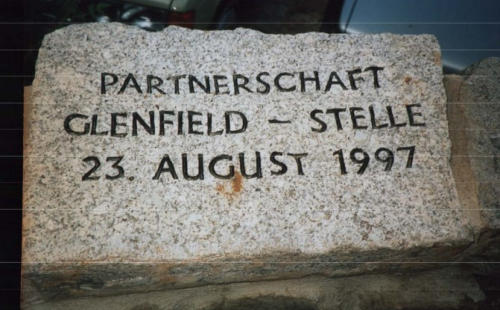 PARTNERSCHAFT
GLENFIELD – STELLE
23. AUGUST 1997